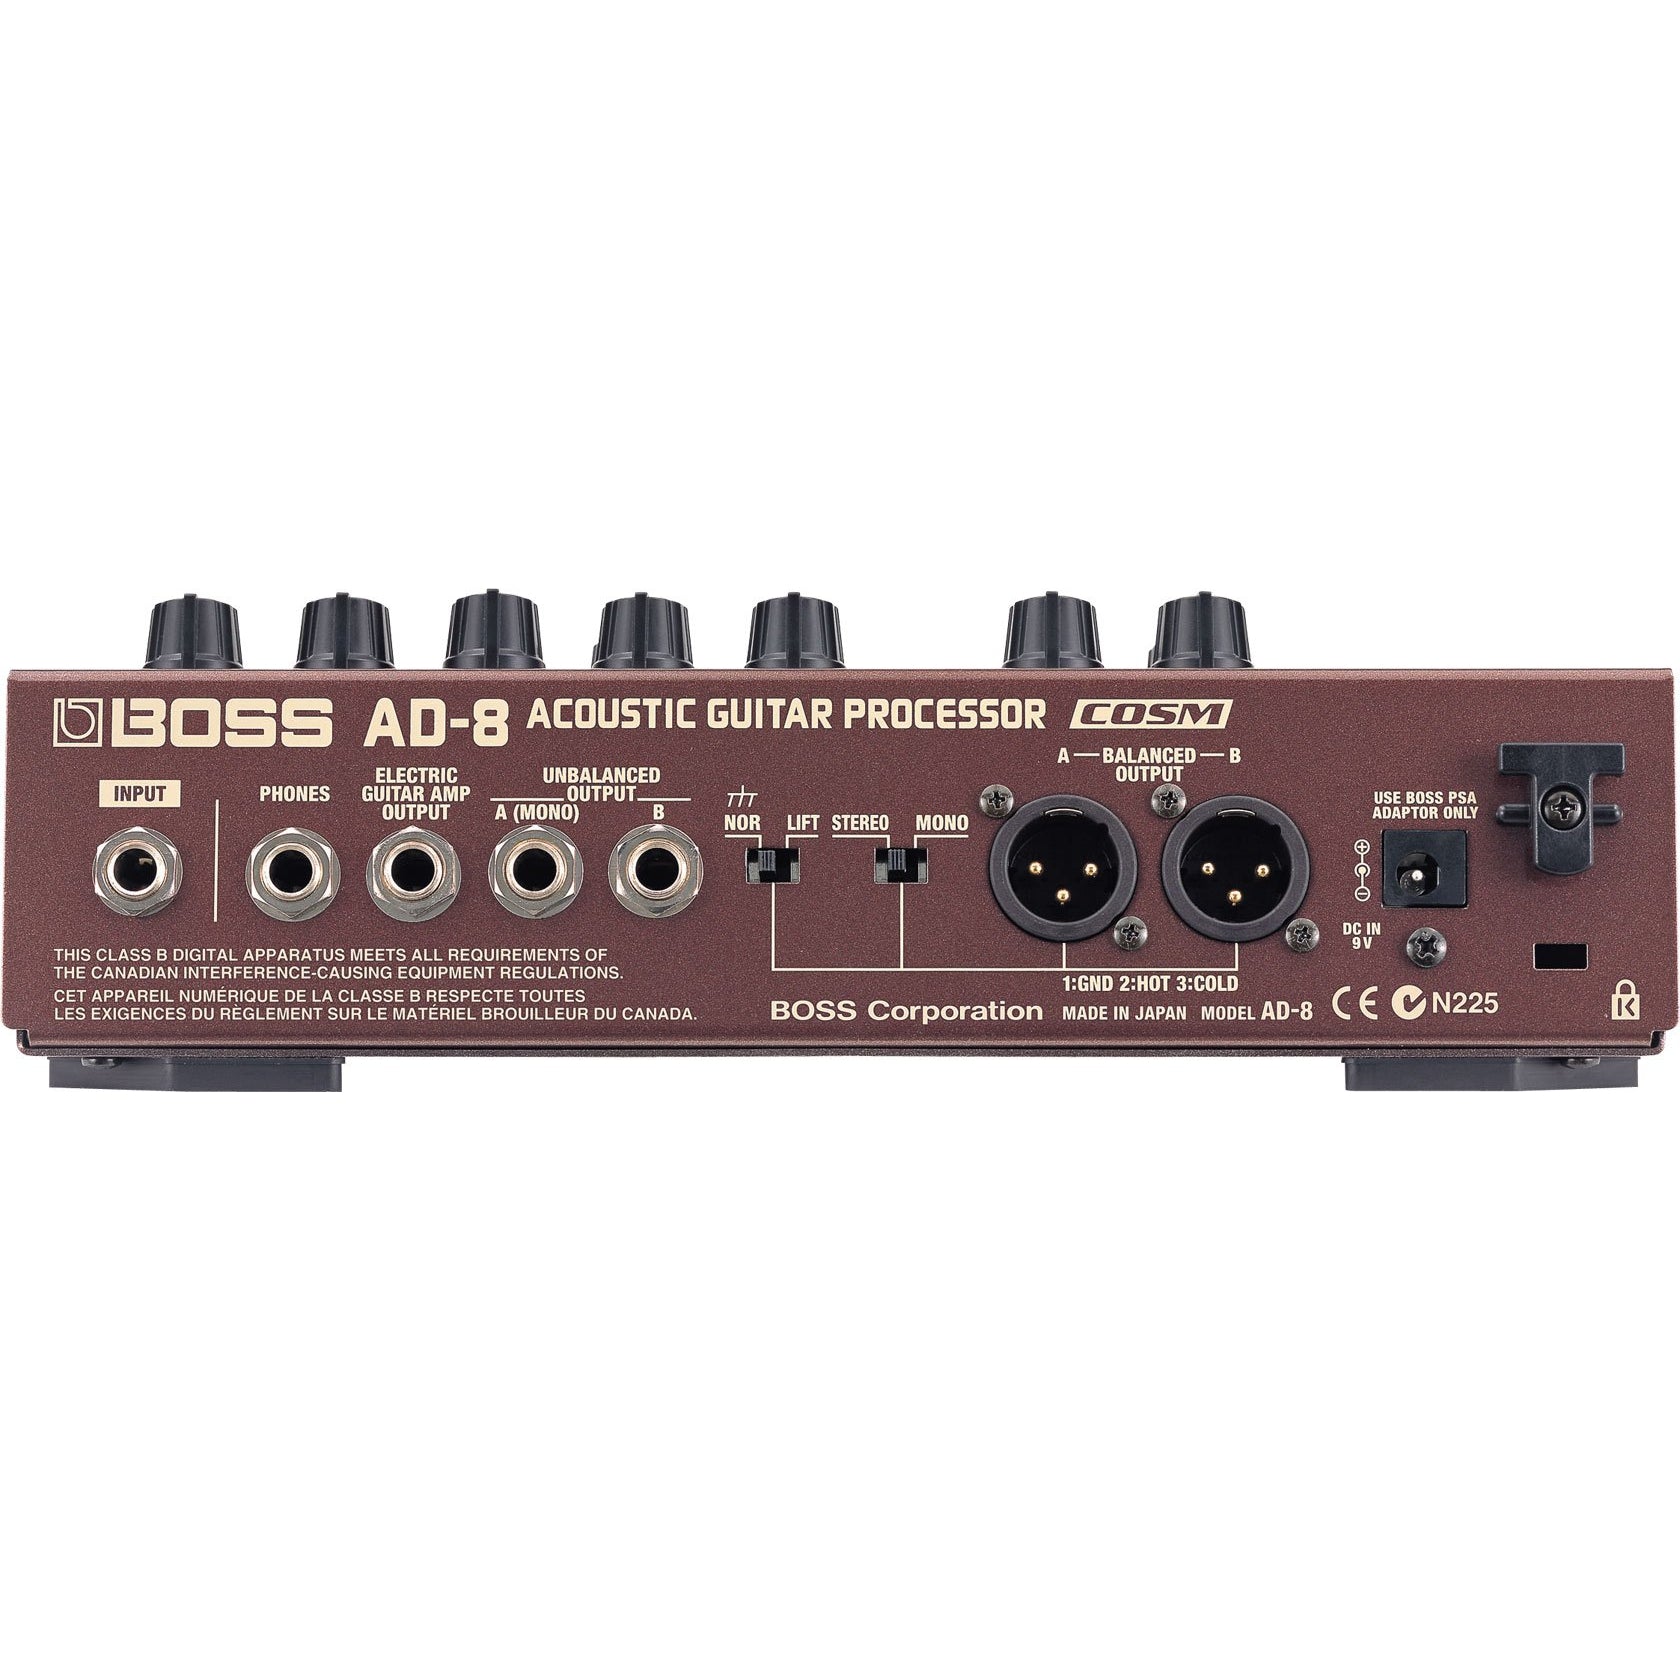 BOSS AD-8 ACOUSTIC GUITAR PROCESSOR COSM
INPUT
PHONES
ELECTRIC
GUITAR AMP
OUTPUT
UNBALANCED
OUTPUT
A (MONO) B
NOR LIFT
STEREO MONO
A BALANCED B
OUTPUT
1:GND 2:HOT 3:COLD
USE BOSS PSA
ADAPTOR ONLY
DC IN
9V
THIS CLASS B DIGITAL APPARATUS MEETS ALL REQUIREMENTS OF
THE CANADIAN INTERFERENCE-CAUSING EQUIPMENT REGULATIONS.
CET APPAREIL NUMÉRIQUE DE LA CLASSE B RESPECTE TOUTES
LES EXIGENCES DU RÈGLEMENT SUR LE MATÉRIEL BROUILLEUR DU CANADA.
BOSS Corporation MADE IN JAPAN MODEL AD-8 CE N225
K